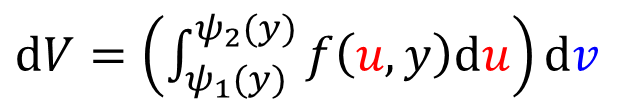 dV = (∫_{ψ₁(y)}^{ψ₂(y)} f(u, y)du) dv